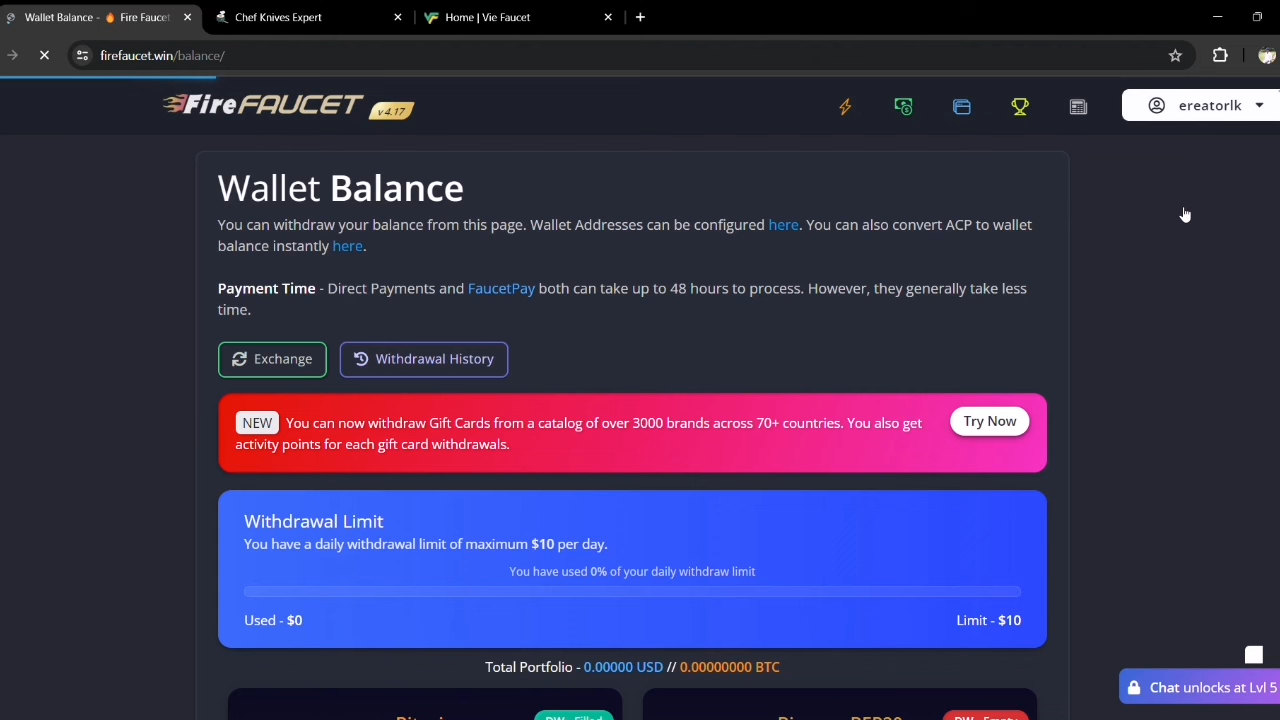 Wallet Balance - 🔥 Fire Faucet
Chef Knives Expert
Home | Vie Faucet
firefaucet.win/balance/
Fire FAUCET v4.17
ereatorlk
Wallet Balance
You can withdraw your balance from this page. Wallet Addresses can be configured here. You can also convert ACP to wallet
balance instantly here.
Payment Time - Direct Payments and FaucetPay both can take up to 48 hours to process. However, they generally take less
time.
Exchange
Withdrawal History
NEW You can now withdraw Gift Cards from a catalog of over 3000 brands across 70+ countries. You also get
activity points for each gift card withdrawals.
Try Now
Withdrawal Limit
You have a daily withdrawal limit of maximum $10 per day.
You have used 0% of your daily withdraw limit
Used - $0
Limit - $10
Total Portfolio - 0.00000 USD // 0.00000000 BTC
Chat unlocks at Lvl 5